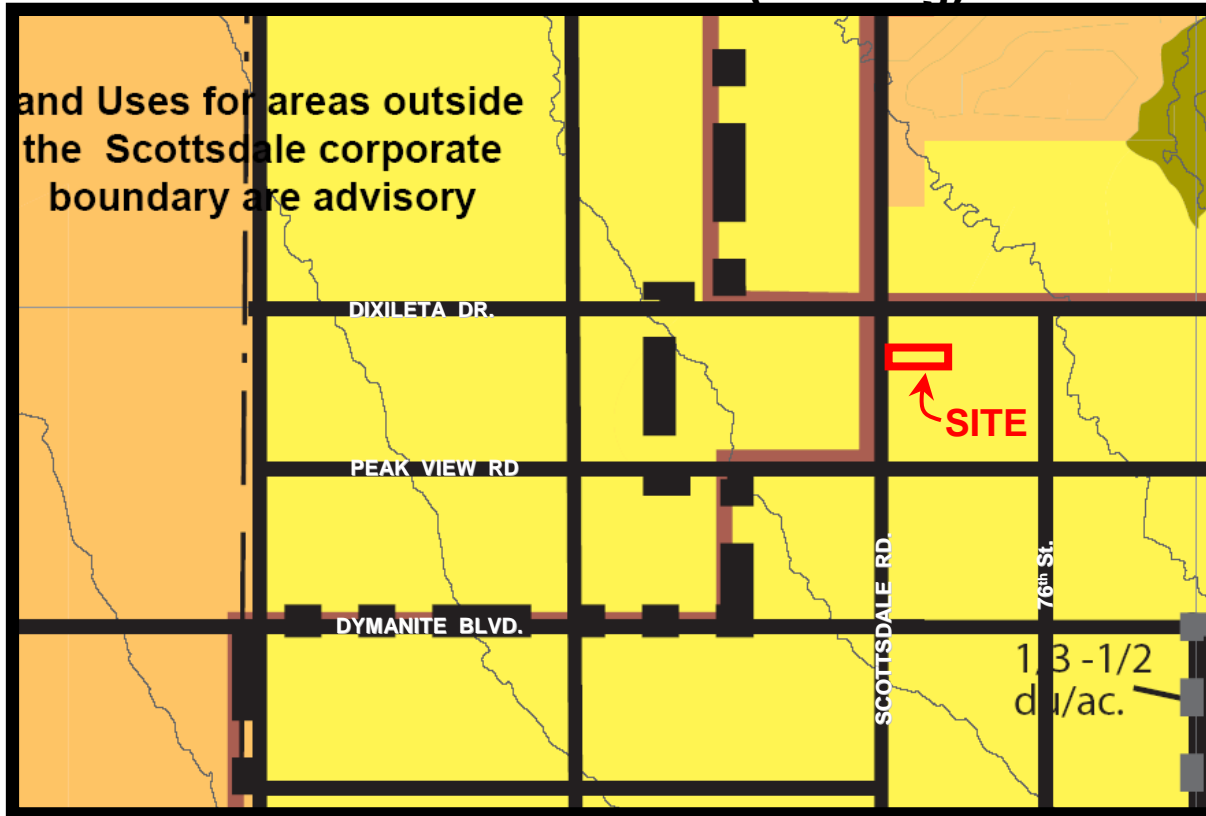 and Uses for areas outside
the Scottsdale corporate
boundary are advisory
DIXILETA DR.
SITE
PEAK VIEW RD
SCOTTSDALE RD.
76th St.
DYMANITE BLVD.
1/3 -1/2
du/ac.